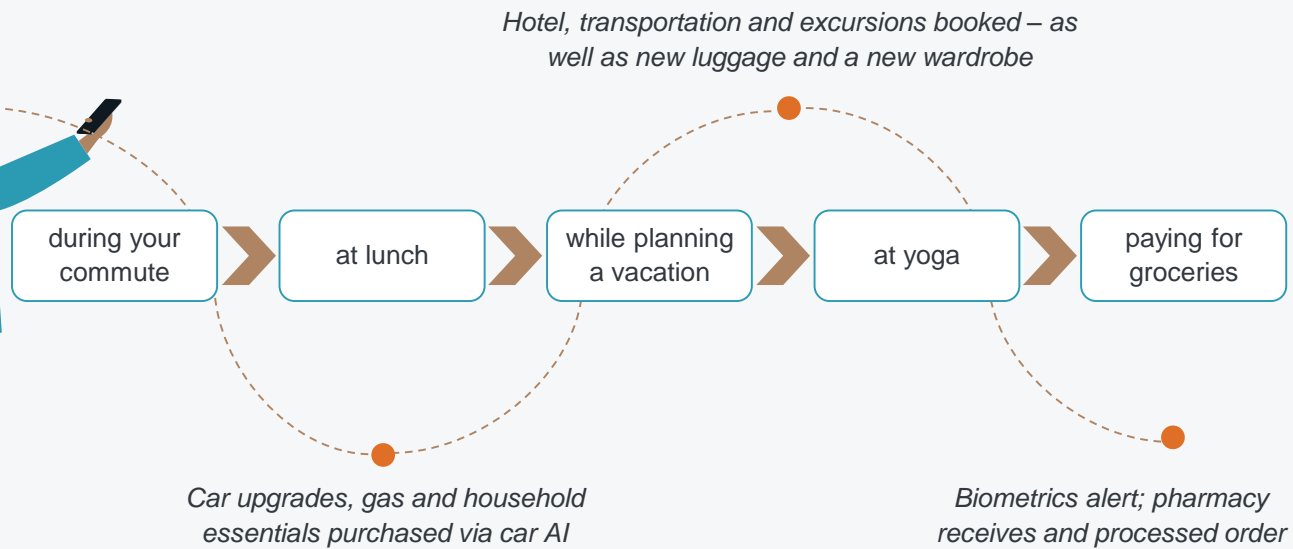 Hotel, transportation and excursions booked – as
well as new luggage and a new wardrobe
during your
commute
at lunch
while planning
a vacation
at yoga
paying for
groceries
Car upgrades, gas and household
essentials purchased via car AI
Biometrics alert; pharmacy
receives and processed order